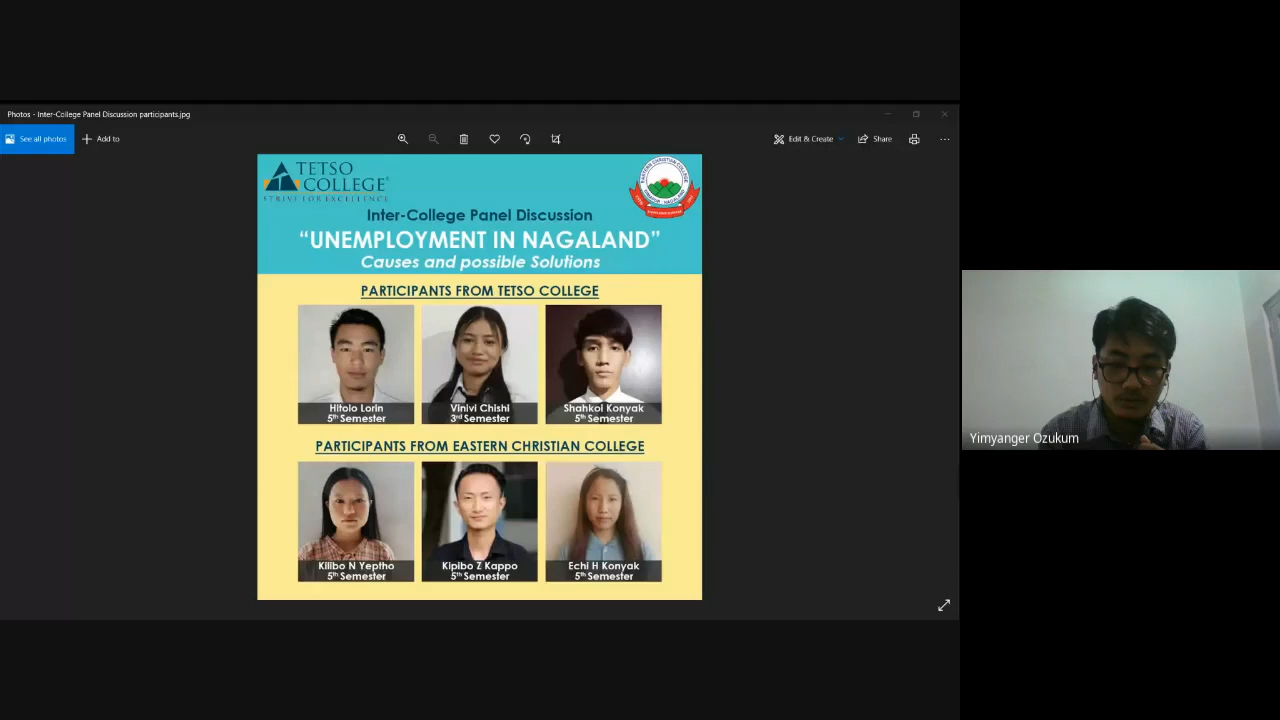 Photos - Inter-College Panel Discussion participants.jpg
See all photos
Add to
Edit & Create
Share
TETSO
COLLEGE®
STRIVE FOR EXCELLENCE
EASTERN CHRISTIAN COLLEGE
Inter-College Panel Discussion
“UNEMPLOYMENT IN NAGALAND”
Causes and possible Solutions
PARTICIPANTS FROM TETSO COLLEGE
Hitolo Lorin
5th Semester
Vinivi Chishi
3rd Semester
Shahkoi Konyak
5th Semester
PARTICIPANTS FROM EASTERN CHRISTIAN COLLEGE
Kilibo N Yeptho
5th Semester
Kipibo Z Kappo
5th Semester
Echi H Konyak
5th Semester
Yimyanger Ozukum